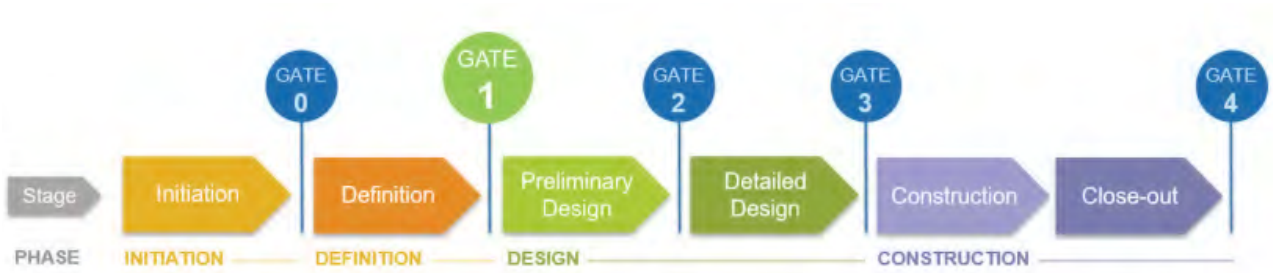 GATE
0
GATE
1
GATE
2
GATE
3
GATE
4
Stage
Initiation
Definition
Preliminary
Design
Detailed
Design
Construction
Close-out
PHASE
INITIATION
DEFINITION
DESIGN
CONSTRUCTION